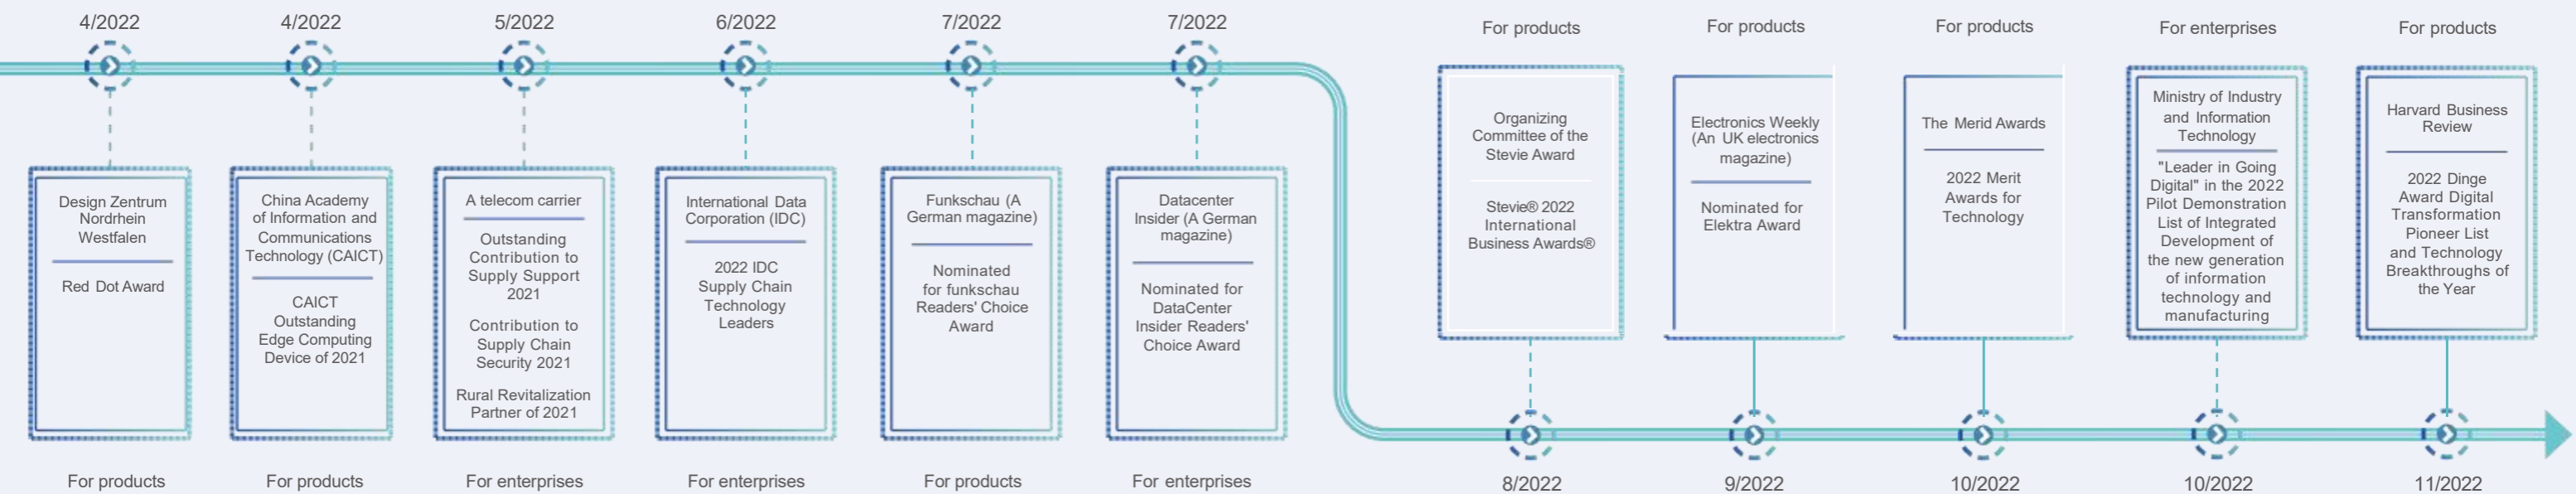 4/2022
Design Zentrum
Nordrhein
Westfalen
Red Dot Award
For products
4/2022
China Academy
of Information and
Communications
Technology (CAICT)
CAICT
Outstanding
Edge Computing
Device of 2021
For products
5/2022
A telecom carrier
Outstanding
Contribution to
Supply Support
2021
Contribution to
Supply Chain
Security 2021
Rural Revitalization
Partner of 2021
For enterprises
6/2022
International Data
Corporation (IDC)
2022 IDC
Supply Chain
Technology
Leaders
For enterprises
7/2022
Funkschau (A
German magazine)
Nominated
for funkschau
Readers' Choice
Award
For products
7/2022
Datacenter
Insider (A German
magazine)
Nominated for
DataCenter
Insider Readers'
Choice Award
For enterprises
For products
Organizing
Committee of the
Stevie Award
Stevie® 2022
International
Business Awards®
8/2022
For products
Electronics Weekly
(An UK electronics
magazine)
Nominated for
Elektra Award
9/2022
For products
The Merid Awards
2022 Merit
Awards for
Technology
10/2022
For enterprises
Ministry of Industry
and Information
Technology
"Leader in Going
Digital" in the 2022
Pilot Demonstration
List of Integrated
Development of
the new generation
of information
technology and
manufacturing
10/2022
For products
Harvard Business
Review
2022 Dinge
Award Digital
Transformation
Pioneer List
and Technology
Breakthroughs of
the Year
11/2022